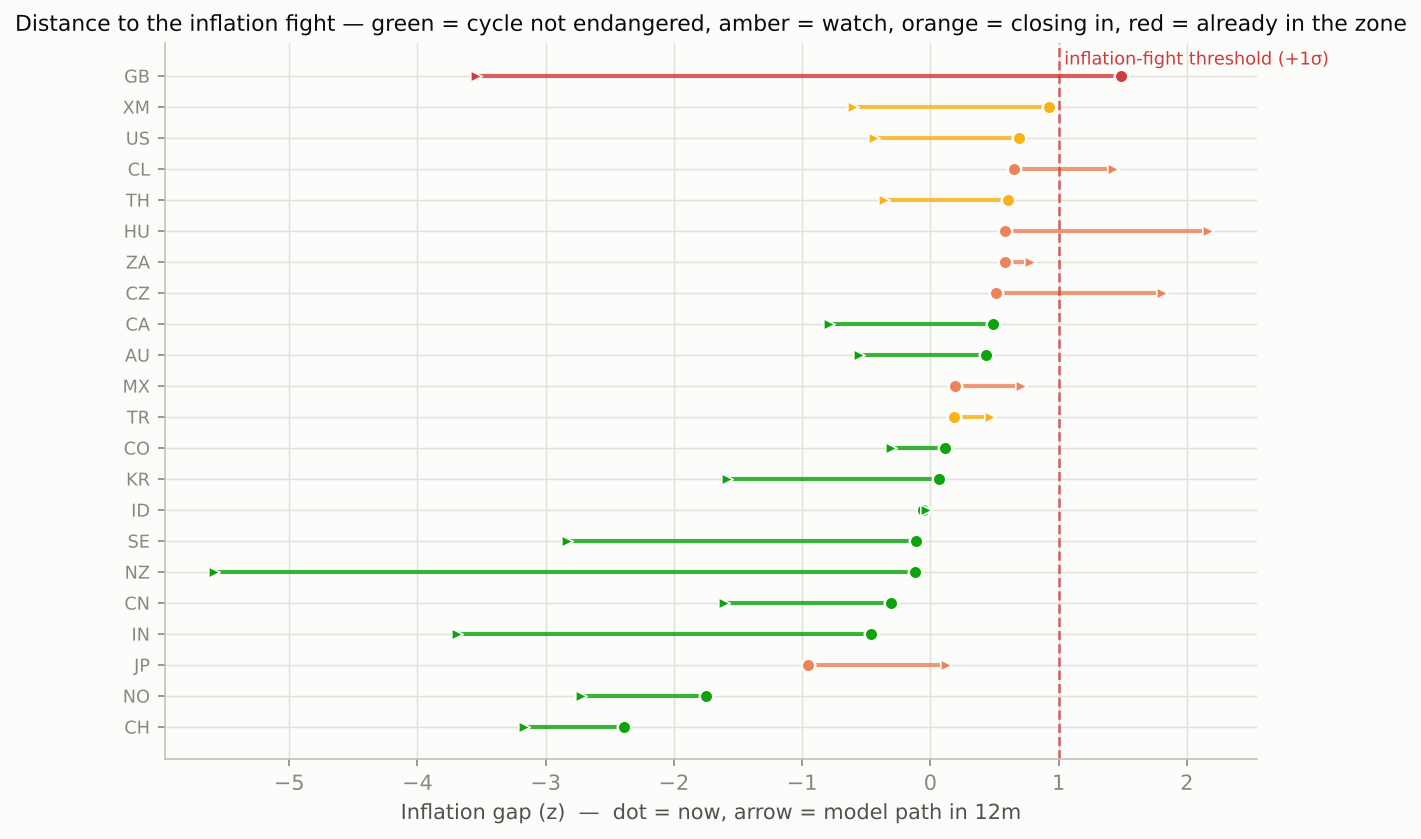 Distance to the inflation fight — green = cycle not endangered, amber = watch, orange = closing in, red = already in the zone
inflation-fight threshold (+1σ)
GB
XM
US
CL
TH
HU
ZA
CZ
CA
AU
MX
TR
CO
KR
ID
SE
NZ
CN
IN
JP
NO
CH
−5 −4 −3 −2 −1 0 1 2
Inflation gap (z) — dot = now, arrow = model path in 12m